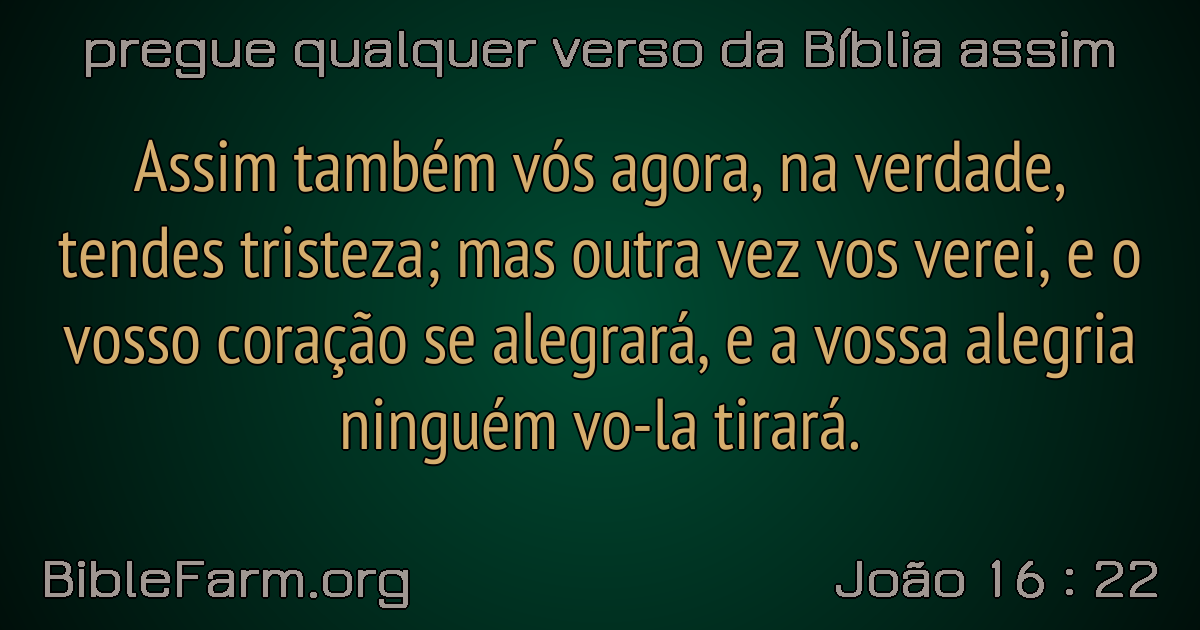 pregue qualquer verso da Bíblia assim
Assim também vós agora, na verdade,
tendes tristeza; mas outra vez vos verei, e o
vosso coração se alegrará, e a vossa alegria
ninguém vo-la tirará.
BibleFarm.org
João 16 : 22